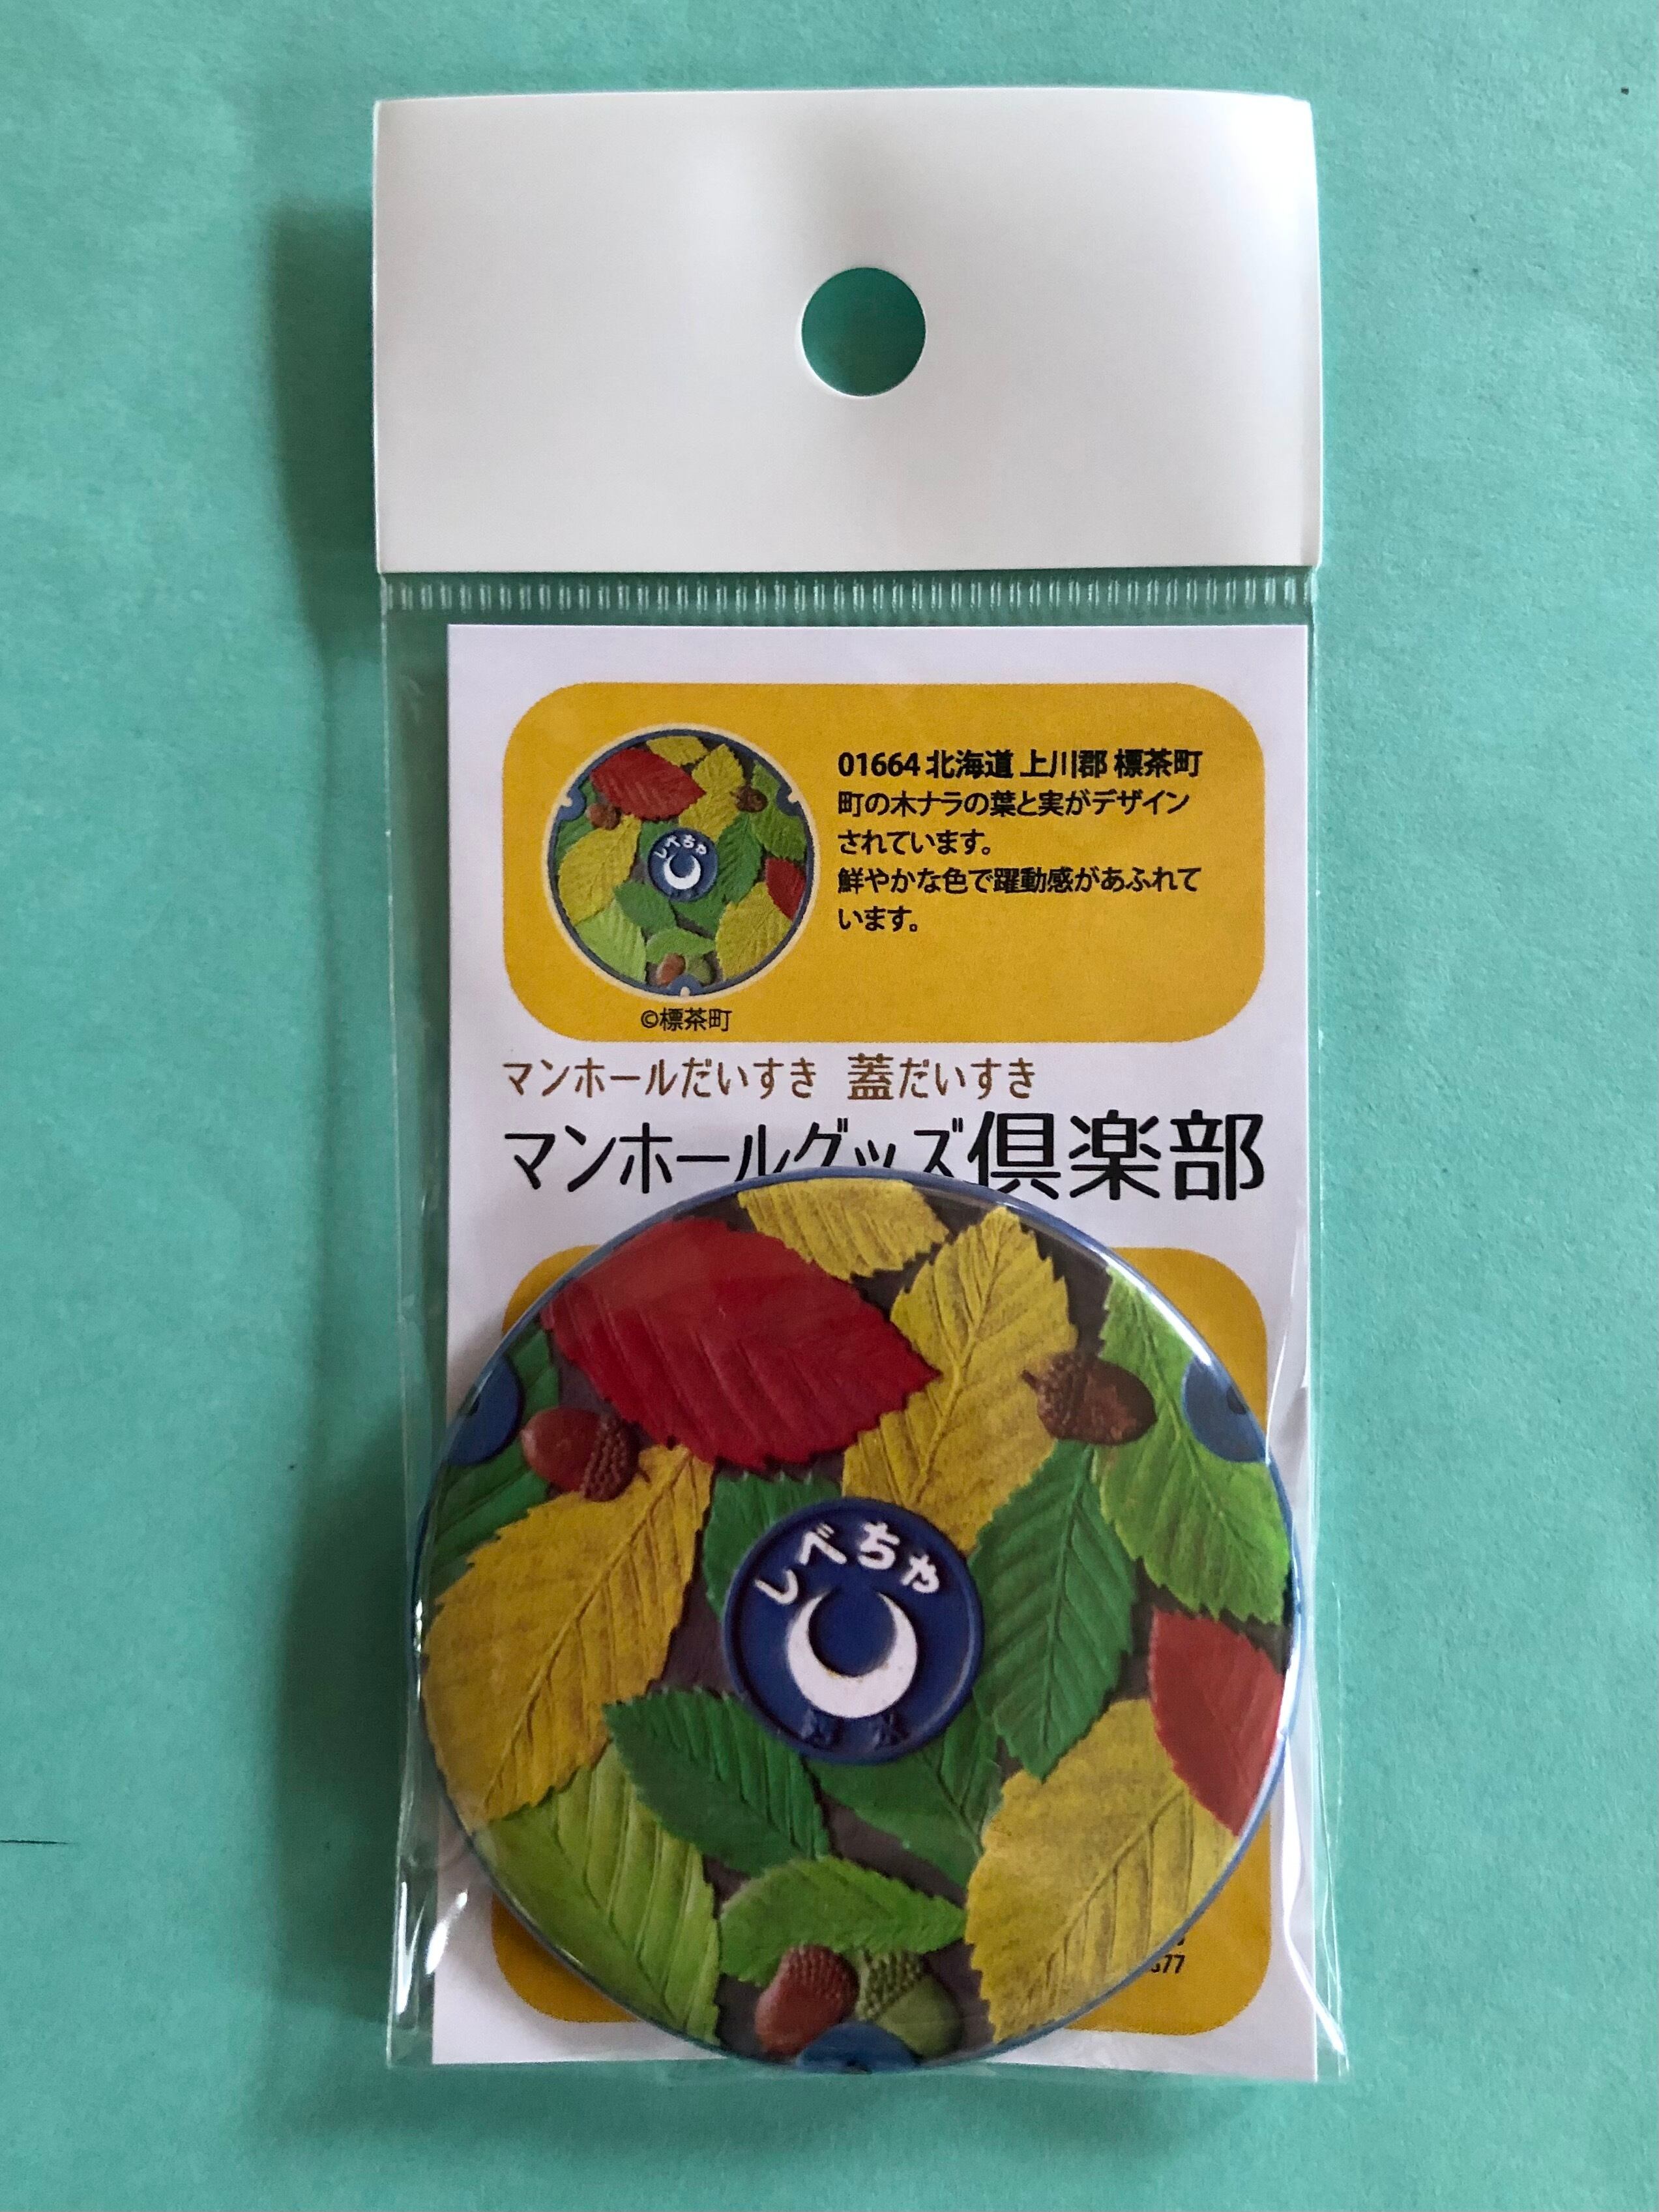 01664 北海道 上川郡 標茶町
町の木ナラの葉と実がデザイン
されています。
鮮やかな色で躍動感があふれて
います。
しべちゃ
©標茶町
マンホールだいすき 蓋だいすき
マンホールグッズ倶楽部
しべちゃ